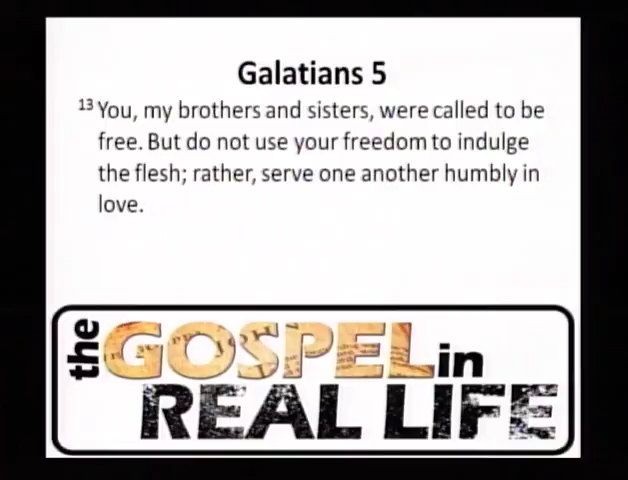 Galatians 5
13 You, my brothers and sisters, were called to be
free. But do not use your freedom to indulge
the flesh; rather, serve one another humbly in
love.
the GOSPEL in
REAL LIFE